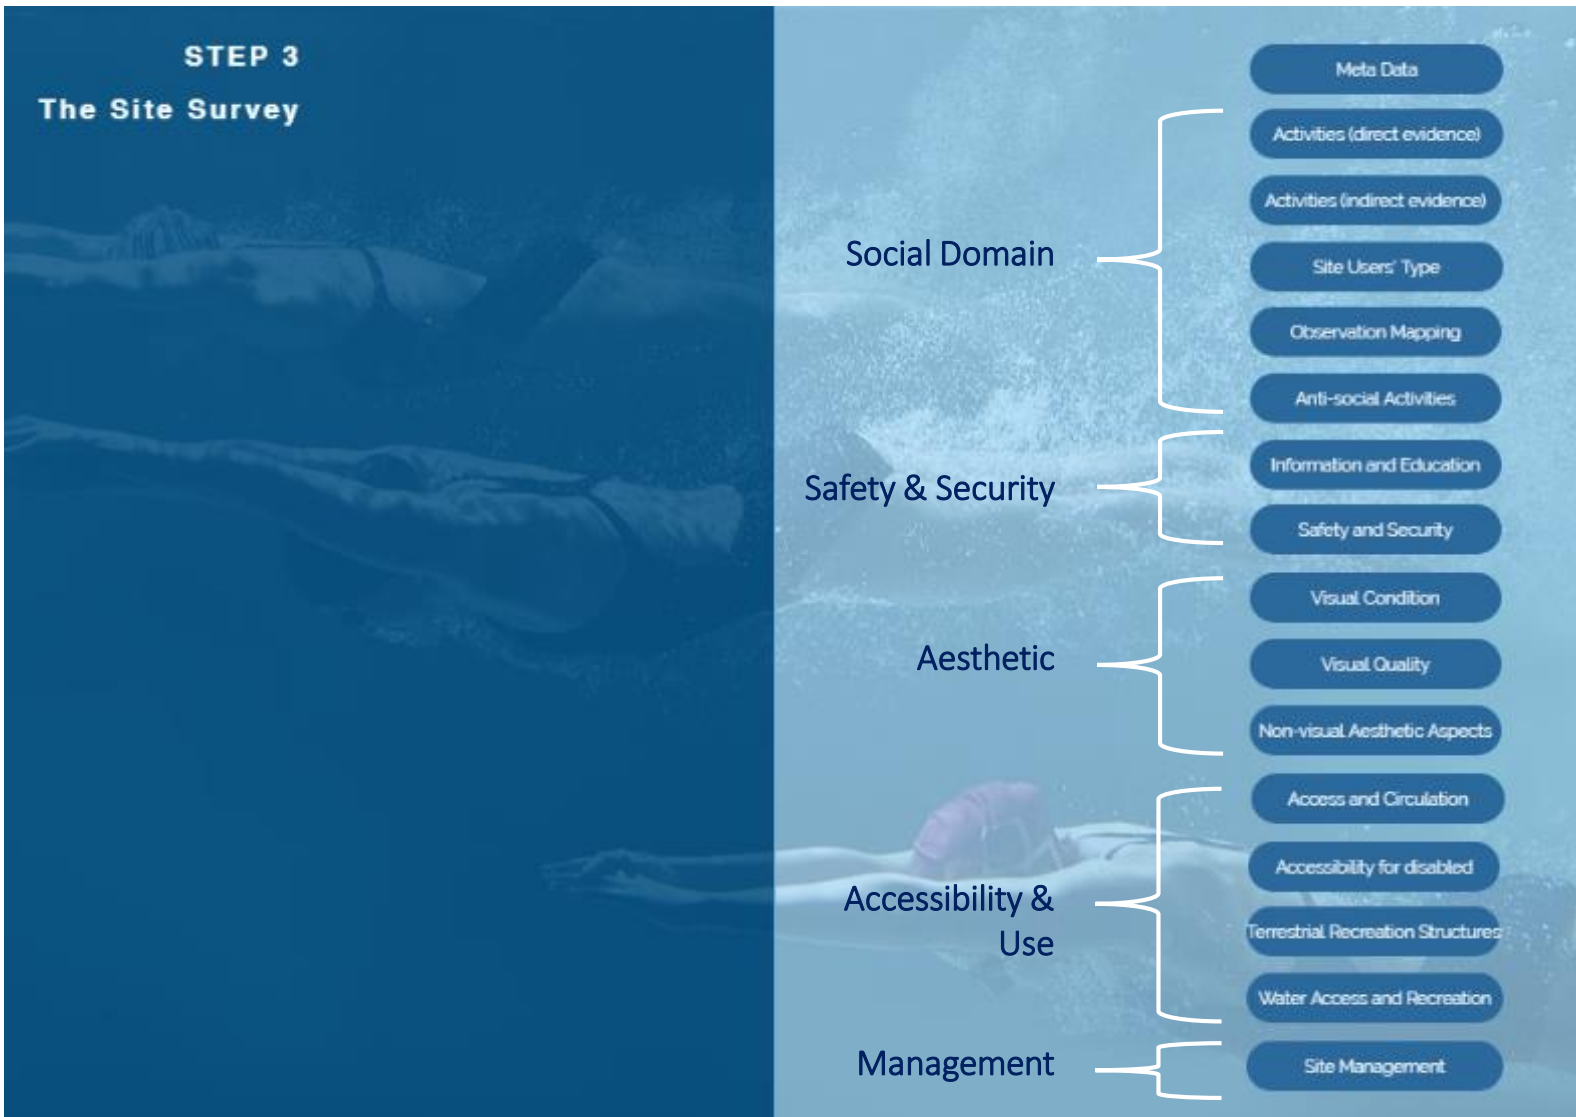 STEP 3
The Site Survey
Meta Data
Social Domain
Activities (direct evidence)
Activities (indirect evidence)
Site Users' Type
Observation Mapping
Anti-social Activities
Safety & Security
Information and Education
Safety and Security
Aesthetic
Visual Condition
Visual Quality
Non-visual Aesthetic Aspects
Accessibility &
Use
Access and Circulation
Accessibility for disabled
Terrestrial Recreation Structures
Water Access and Recreation
Management
Site Management